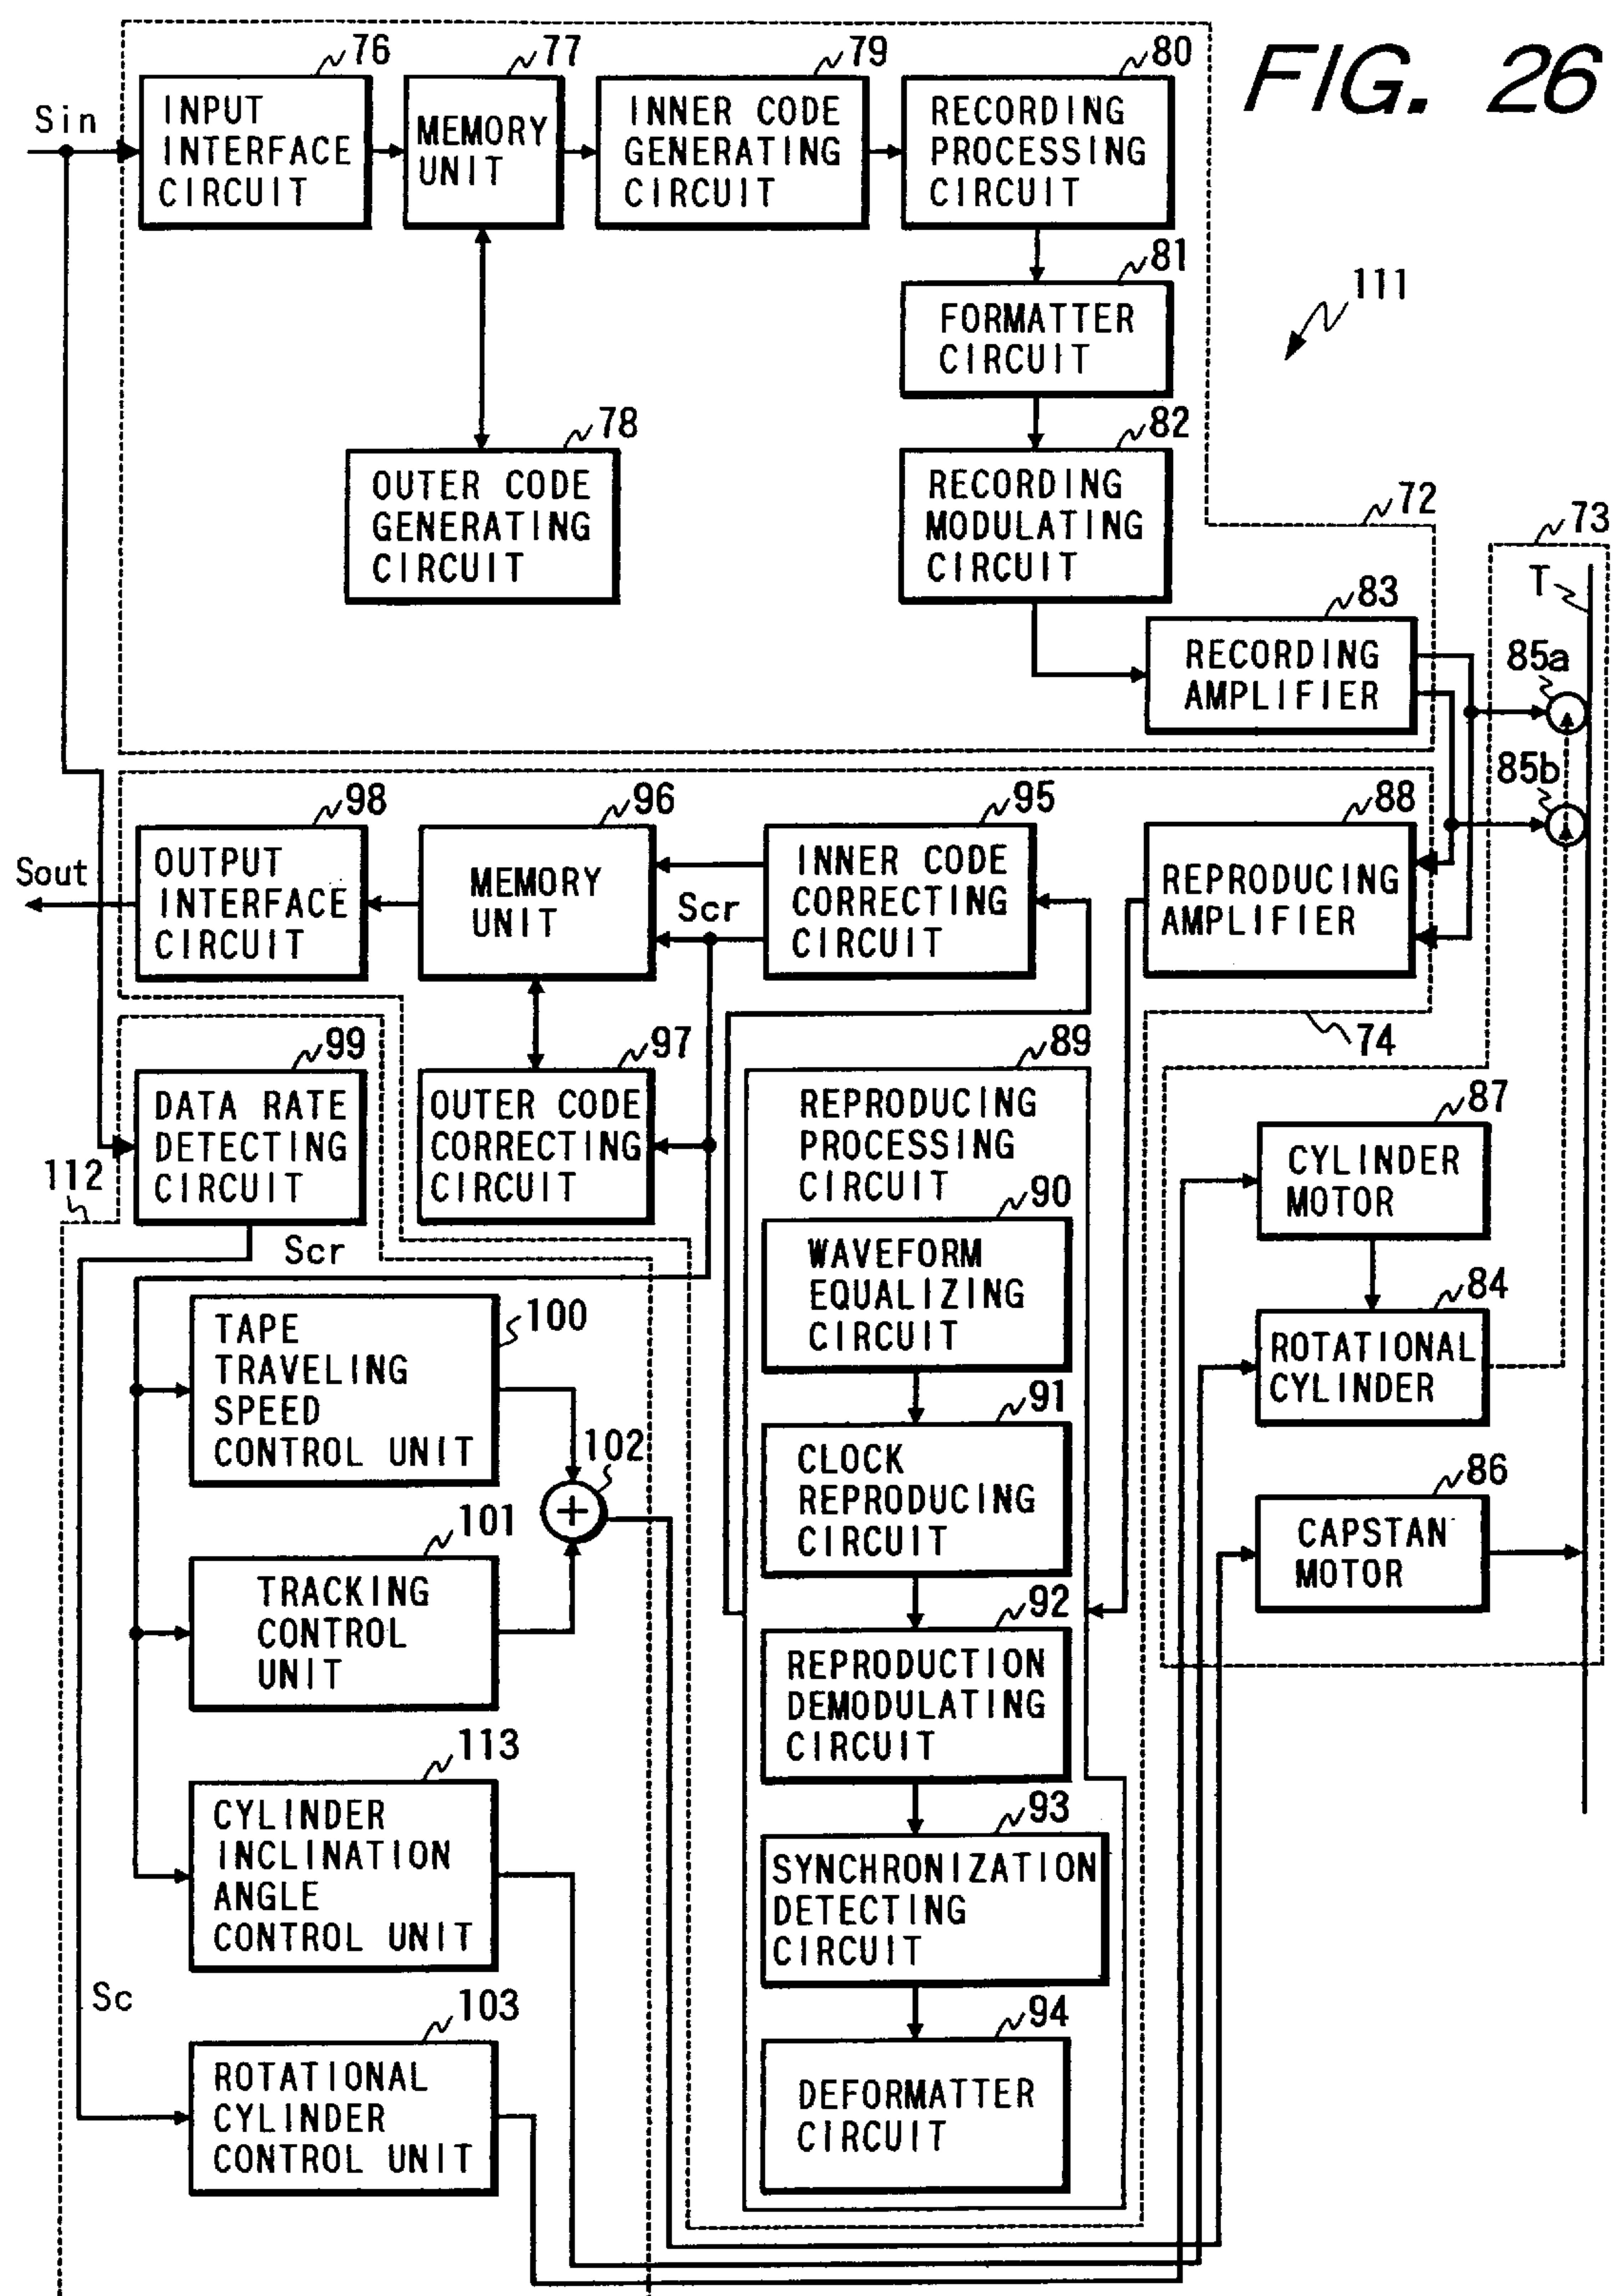 FIG. 26
76
77
79
80
Sin
INPUT
INTERFACE
CIRCUIT
MEMORY
UNIT
INNER CODE
GENERATING
CIRCUIT
RECORDING
PROCESSING
CIRCUIT
81
111
FORMATTER
CIRCUIT
78
82
OUTER CODE
GENERATING
CIRCUIT
RECORDING
MODULATING
CIRCUIT
72
73
T
83
RECORDING
AMPLIFIER
85a
85b
98
96
95
88
Sout
OUTPUT
INTERFACE
CIRCUIT
MEMORY
UNIT
Scr
INNER CODE
CORRECTING
CIRCUIT
REPRODUCING
AMPLIFIER
74
99
97
89
DATA RATE
DETECTING
CIRCUIT
OUTER CODE
CORRECTING
CIRCUIT
REPRODUCING
PROCESSING
CIRCUIT
87
CYLINDER
MOTOR
112
Scr
90
WAVEFORM
EQUALIZING
CIRCUIT
84
ROTATIONAL
CYLINDER
100
TAPE
TRAVELING
SPEED
CONTROL UNIT
102
+
91
CLOCK
REPRODUCING
CIRCUIT
86
CAPSTAN
MOTOR
101
TRACKING
CONTROL
UNIT
92
REPRODUCTION
DEMODULATING
CIRCUIT
113
CYLINDER
INCLINATION
ANGLE
CONTROL UNIT
93
SYNCHRONIZATION
DETECTING
CIRCUIT
Sc
103
ROTATIONAL
CYLINDER
CONTROL UNIT
94
DEFORMATTER
CIRCUIT